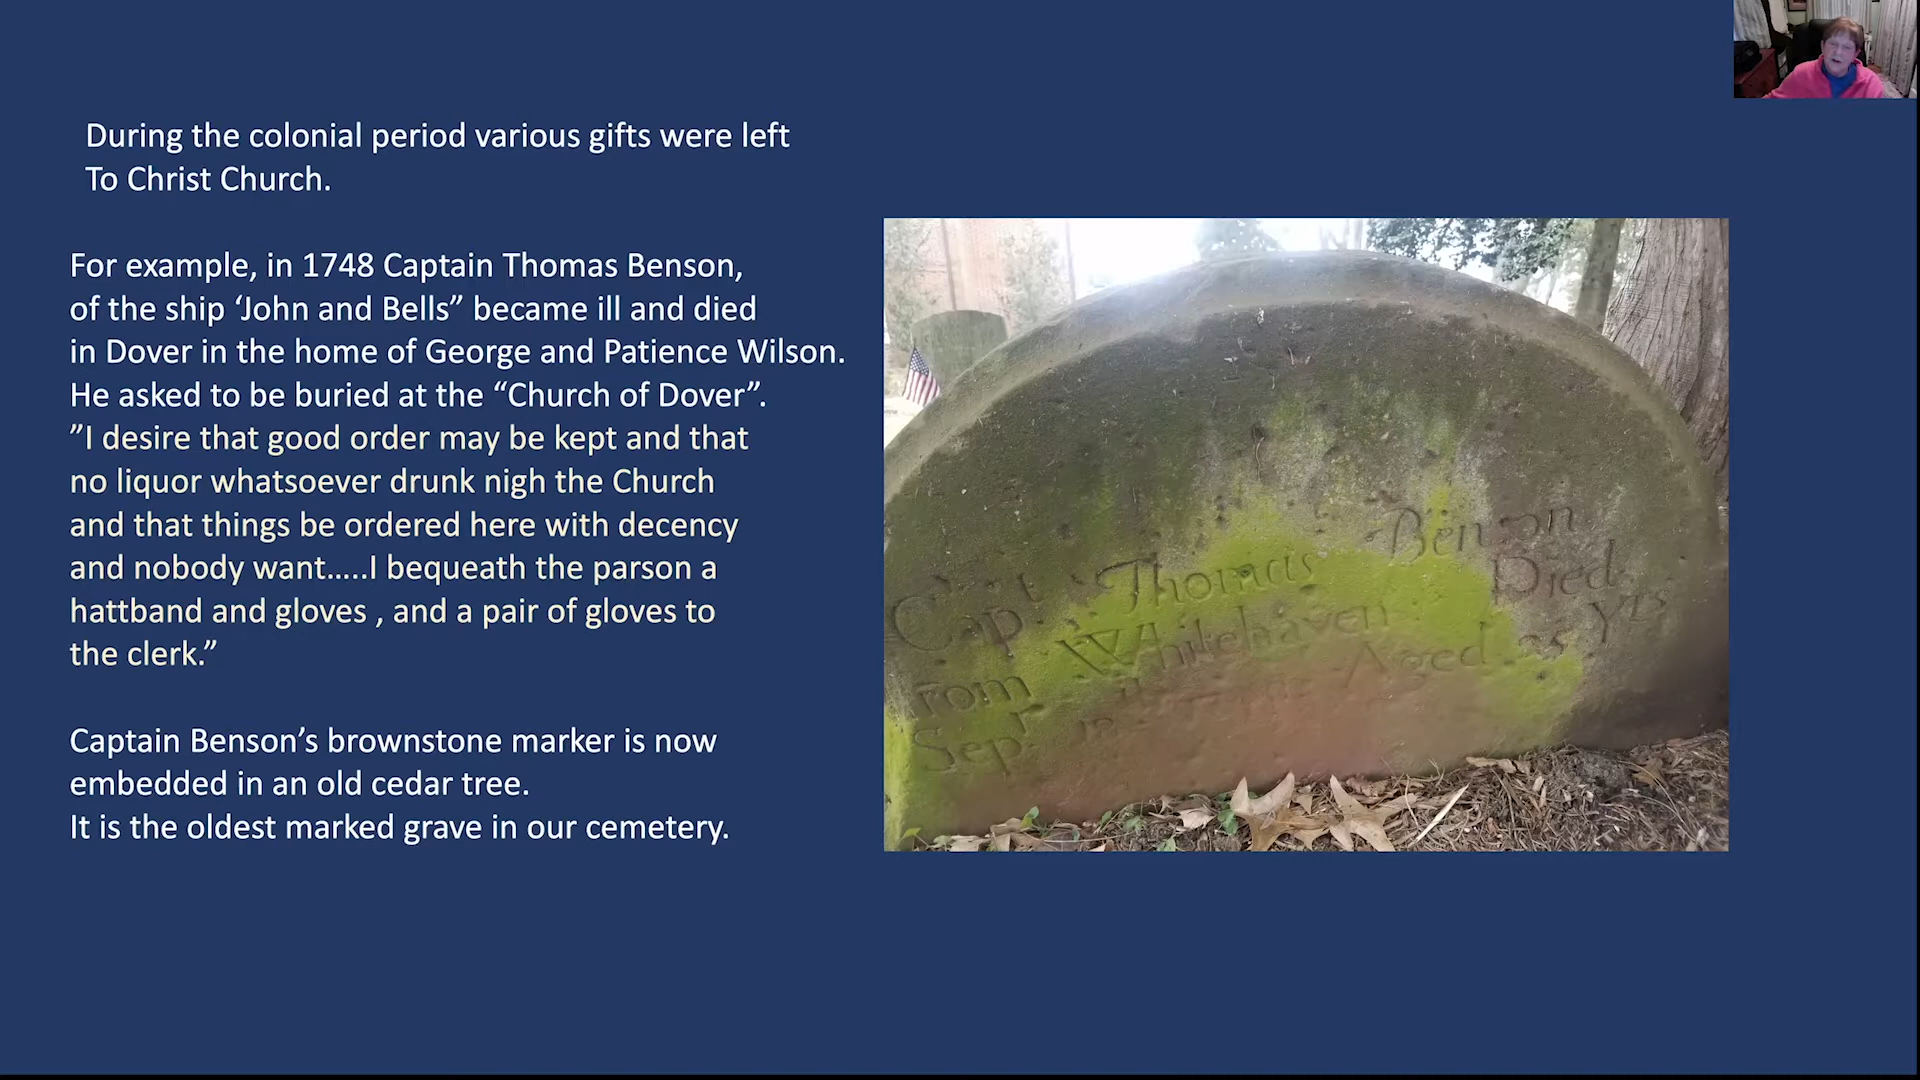 During the colonial period various gifts were left
To Christ Church.
For example, in 1748 Captain Thomas Benson,
of the ship ‘John and Bells” became ill and died
in Dover in the home of George and Patience Wilson.
He asked to be buried at the “Church of Dover”.
”I desire that good order may be kept and that
no liquor whatsoever drunk nigh the Church
and that things be ordered here with decency
and nobody want…..I bequeath the parson a
hattband and gloves , and a pair of gloves to
the clerk.”
Captain Benson’s brownstone marker is now
embedded in an old cedar tree.
It is the oldest marked grave in our cemetery.
Capt Thomas Benson
from Whitehaven Died
Sepr Aged Yrs